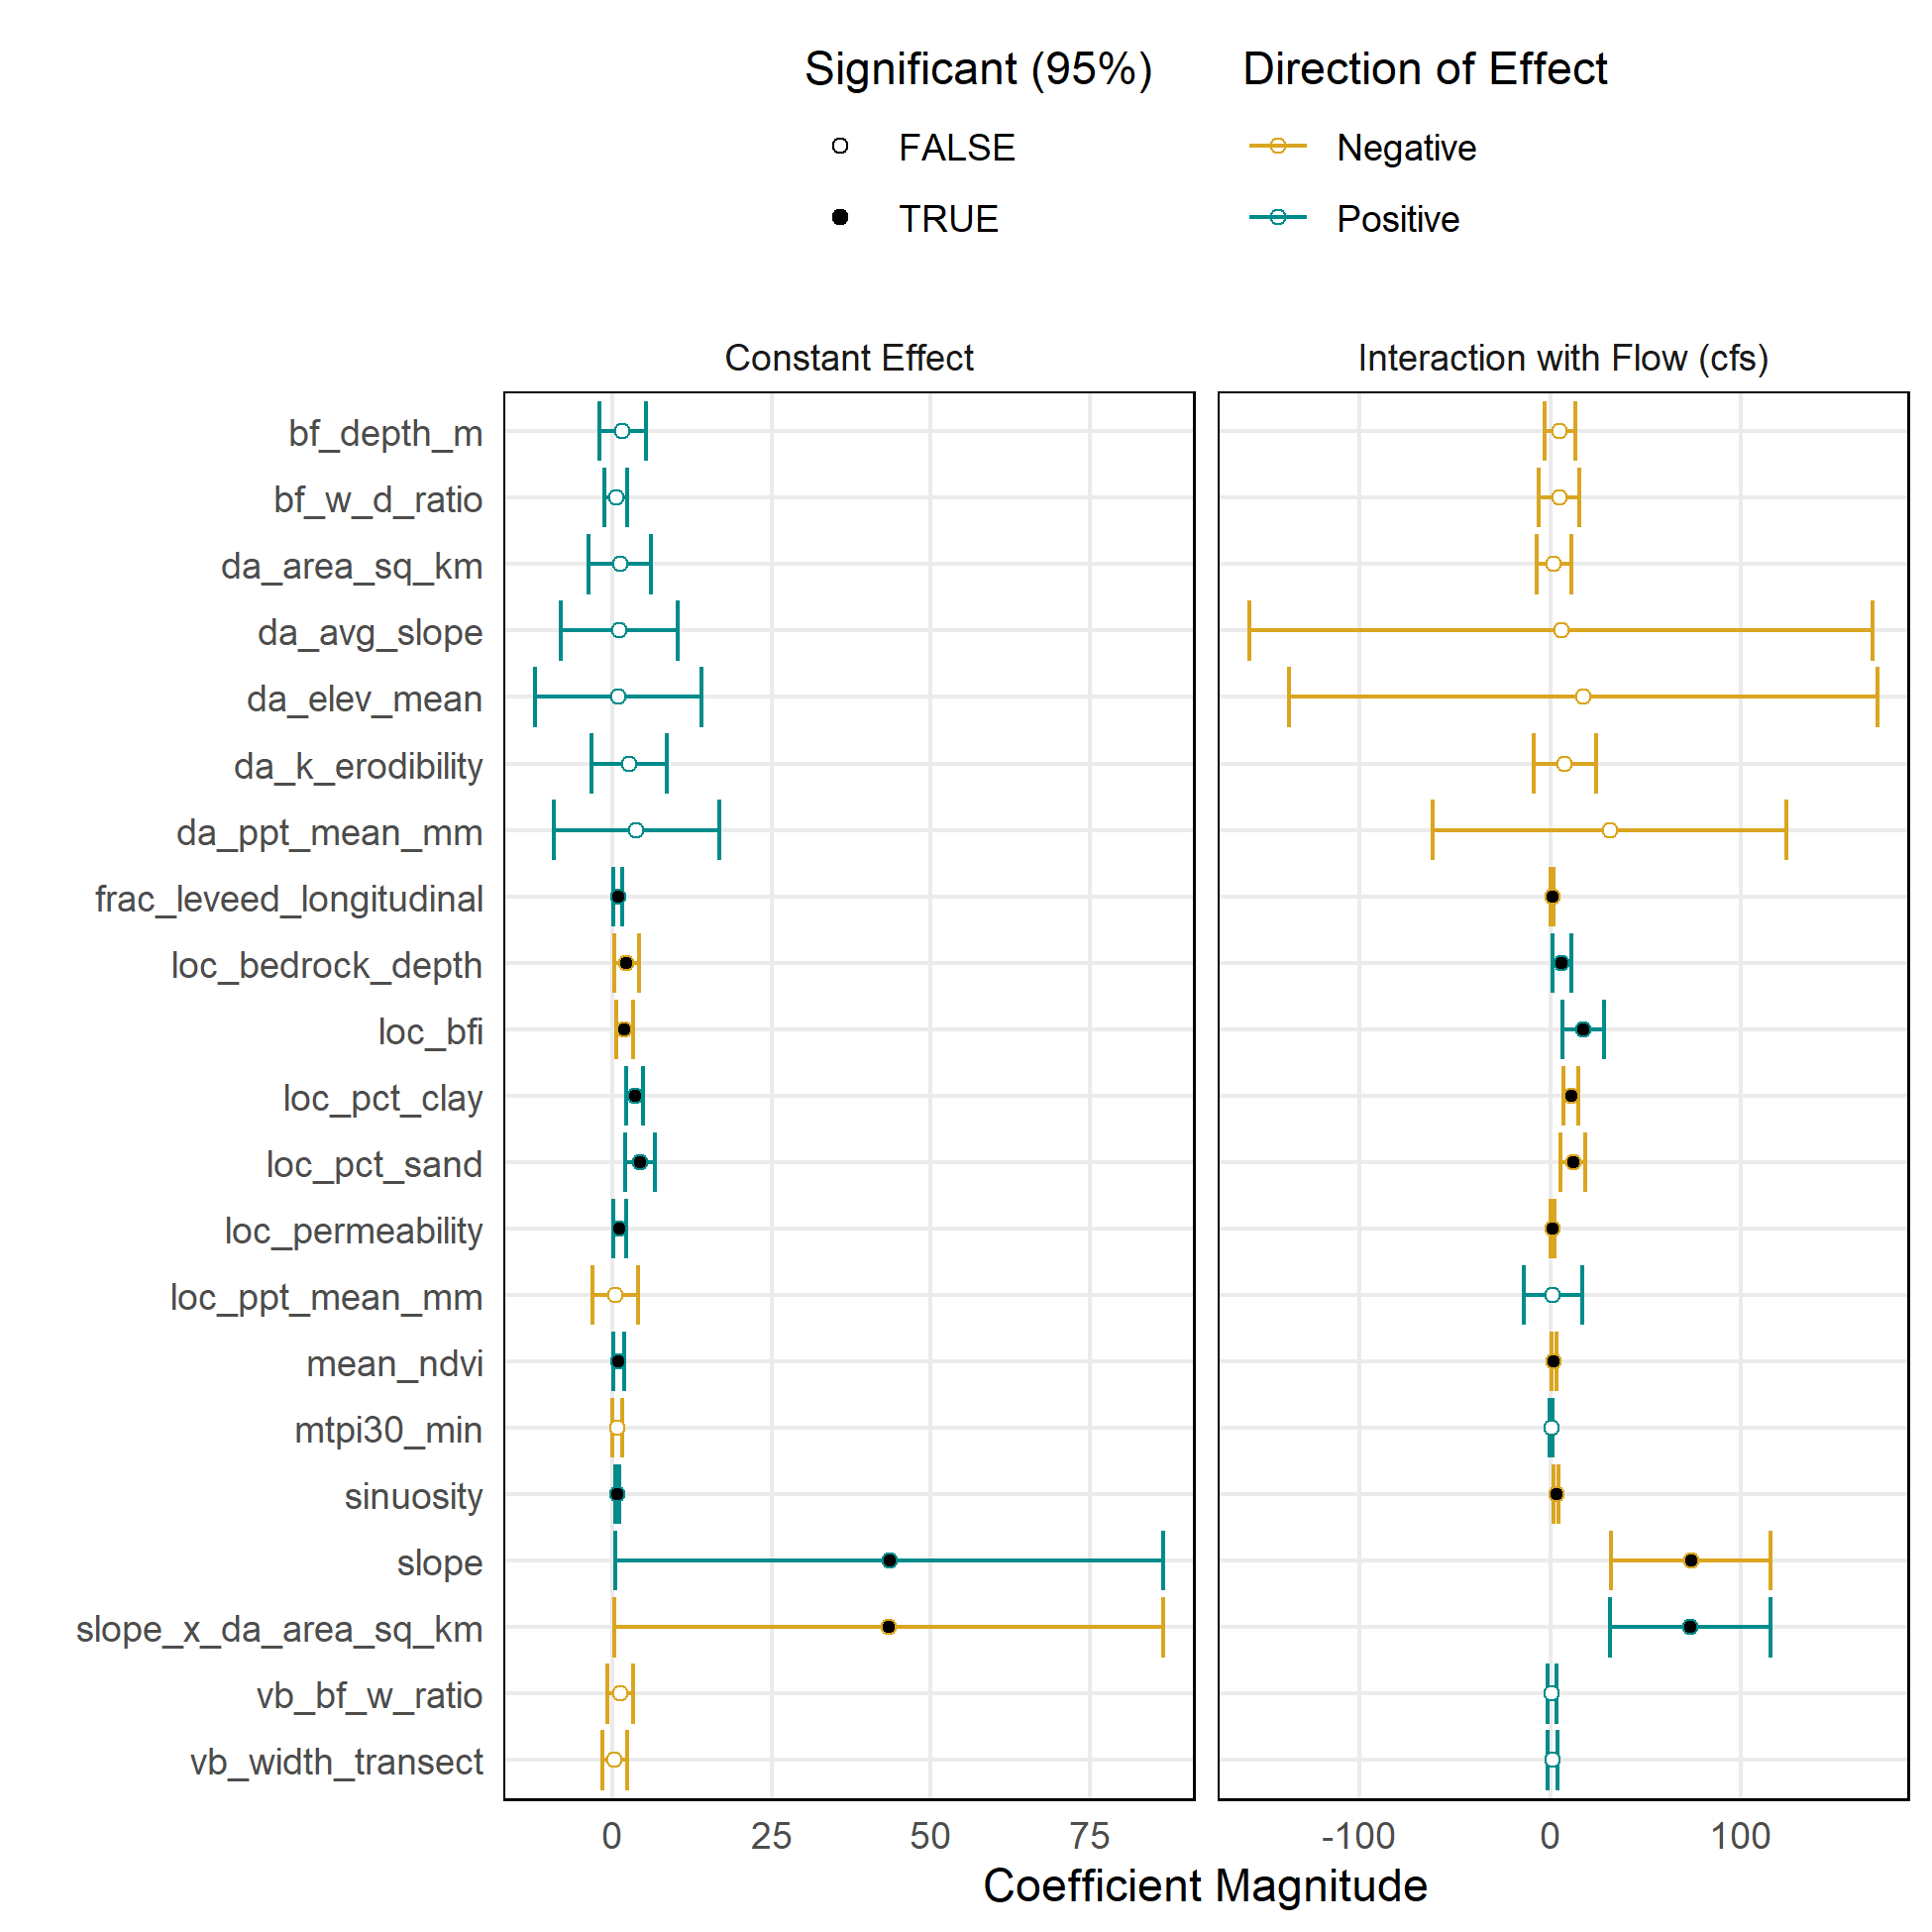 Significant (95%) Direction of Effect
FALSE Negative
TRUE Positive
Constant Effect Interaction with Flow (cfs)
bf_depth_m
bf_w_d_ratio
da_area_sq_km
da_avg_slope
da_elev_mean
da_k_erodibility
da_ppt_mean_mm
frac_leveed_longitudinal
loc_bedrock_depth
loc_bfi
loc_pct_clay
loc_pct_sand
loc_permeability
loc_ppt_mean_mm
mean_ndvi
mtpi30_min
sinuosity
slope
slope_x_da_area_sq_km
vb_bf_w_ratio
vb_width_transect
0 25 50 75 -100 0 100
Coefficient Magnitude